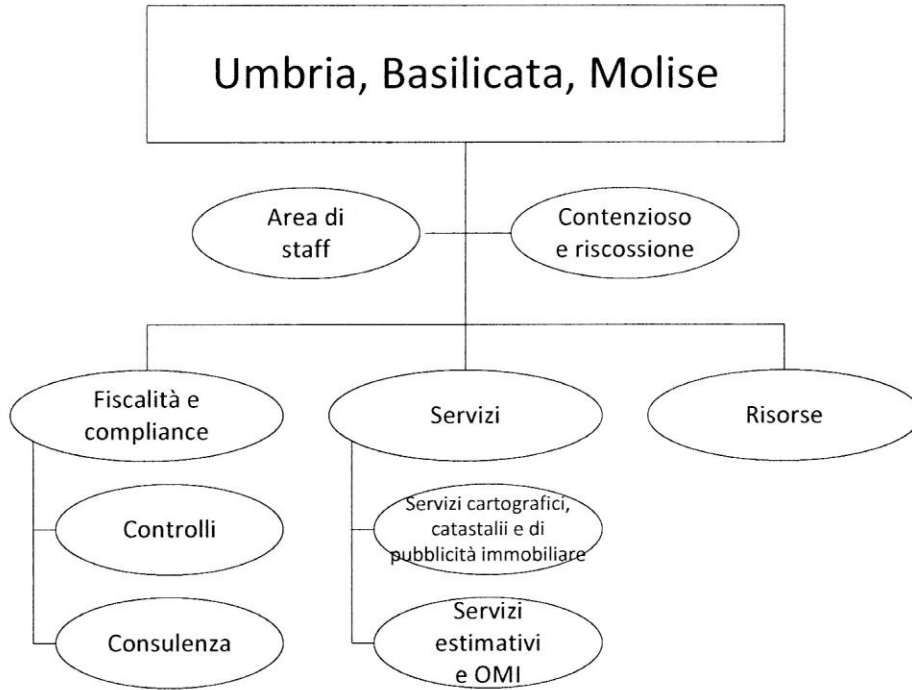 Umbria, Basilicata, Molise
Area di
staff
Contenzioso
e riscossione
Fiscalità e
compliance
Servizi
Risorse
Controlli
Servizi cartografici,
catastalii e di
pubblicità immobiliare
Consulenza
Servizi
estimativi
e OMI